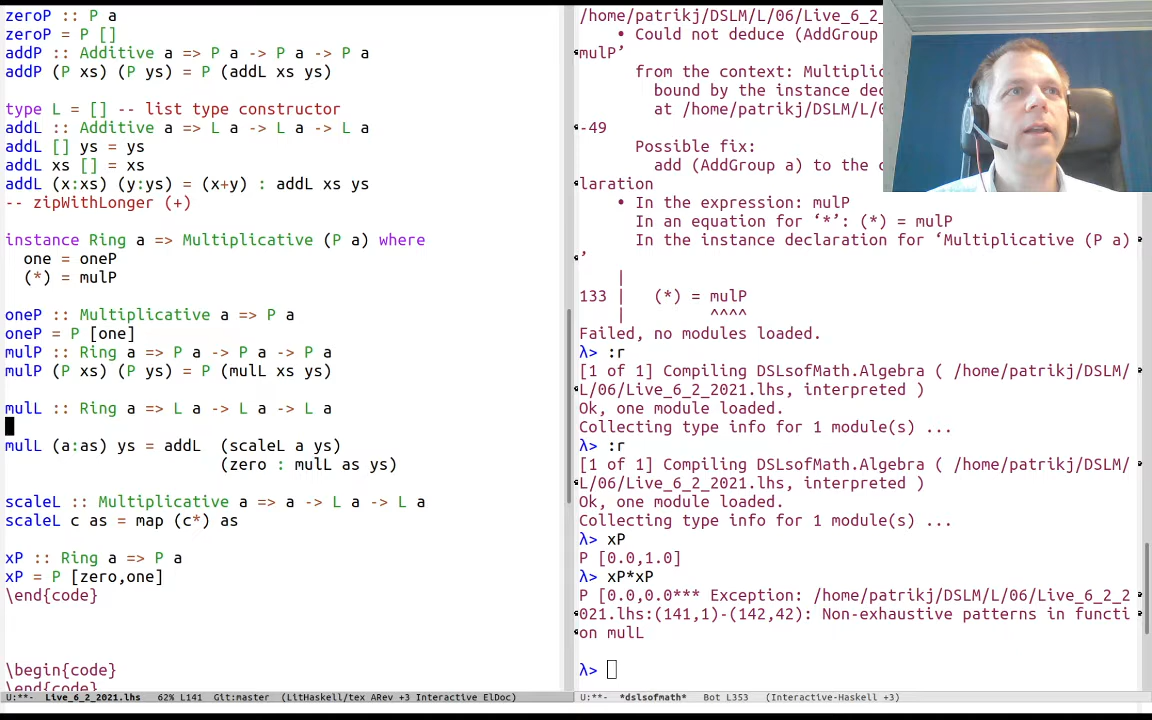 zeroP :: P a
zeroP = P []
addP :: Additive a => P a -> P a -> P a
addP (P xs) (P ys) = P (addL xs ys)
type L = [] -- list type constructor
addL :: Additive a => L a -> L a -> L a
addL [] ys = ys
addL xs [] = xs
addL (x:xs) (y:ys) = (x+y) : addL xs ys
-- zipWithLonger (+)
instance Ring a => Multiplicative (P a) where
one = oneP
(*) = mulP
oneP :: Multiplicative a => P a
oneP = P [one]
mulP :: Ring a => P a -> P a -> P a
mulP (P xs) (P ys) = P (mulL xs ys)
mulL :: Ring a => L a -> L a -> L a
mulL (a:as) ys = addL  (scaleL a ys)
(zero : mulL as ys)
scaleL :: Multiplicative a => a -> L a -> L a
scaleL c as = map (c*) as
xP :: Ring a => P a
xP = P [zero,one]
\end{code}
\begin{code}
\end{code}
U:**-  Live_6_2_2021.lhs   62% L141  Git:master  (LitHaskell/tex ARev +3 Interactive ElDoc)
/home/patrikj/DSLM/L/06/Live_6_2_
• Could not deduce (AddGroup
mulP’
from the context: Multiplic
bound by the instance de
at /home/patrikj/DSLM/L/
-49
Possible fix:
add (AddGroup a) to the
laration
• In the expression: mulP
In an equation for ‘*’: (*) = mulP
In the instance declaration for ‘Multiplicative (P a)
’
|
133 |   (*) = mulP
|         ^^^^
Failed, no modules loaded.
λ> :r
[1 of 1] Compiling DSLsofMath.Algebra ( /home/patrikj/DSLM/
L/06/Live_6_2_2021.lhs, interpreted )
Ok, one module loaded.
Collecting type info for 1 module(s) ...
λ> :r
[1 of 1] Compiling DSLsofMath.Algebra ( /home/patrikj/DSLM/
L/06/Live_6_2_2021.lhs, interpreted )
Ok, one module loaded.
Collecting type info for 1 module(s) ...
λ> xP
P [0.0,1.0]
λ> xP*xP
P [0.0,0.0*** Exception: /home/patrikj/DSLM/L/06/Live_6_2_2
021.lhs:(141,1)-(142,42): Non-exhaustive patterns in functi
on mulL
λ>
U:**-  *dslsofmath*   Bot L353   (Interactive-Haskell +3)